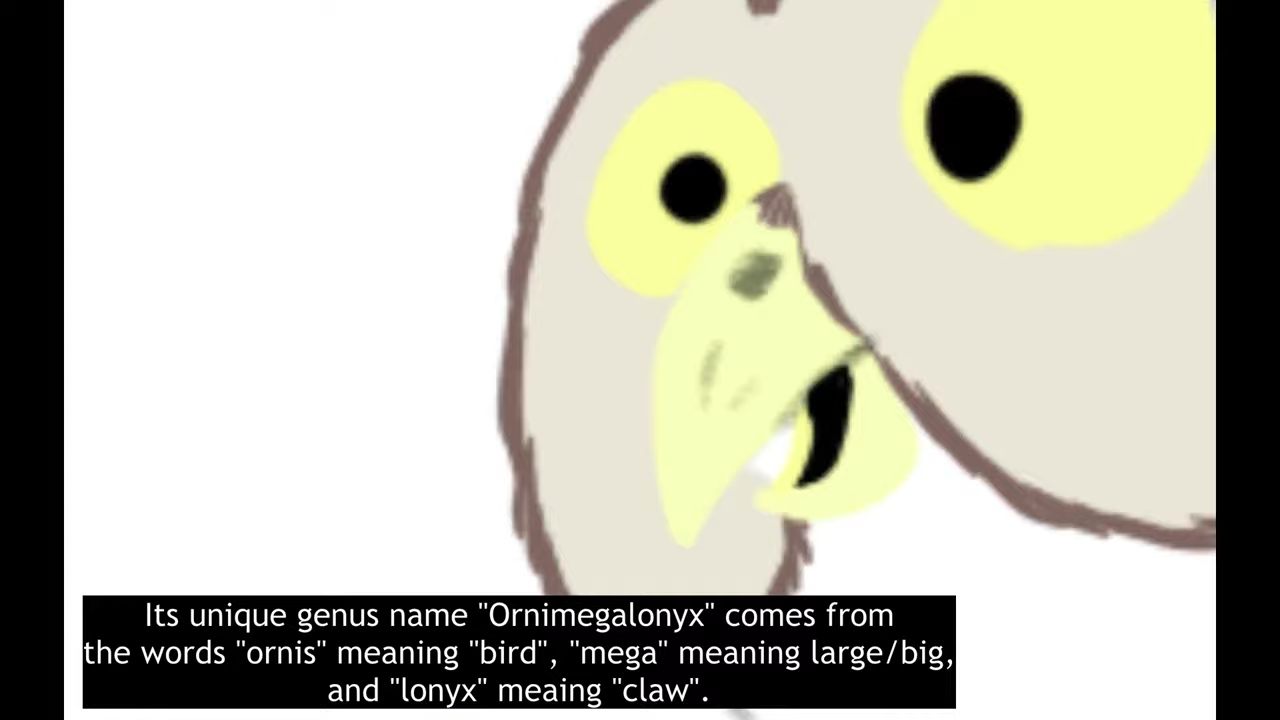 Its unique genus name "Ornimegalonyx" comes from
the words "ornis" meaning "bird", "mega" meaning large/big,
and "lonyx" meaing "claw".